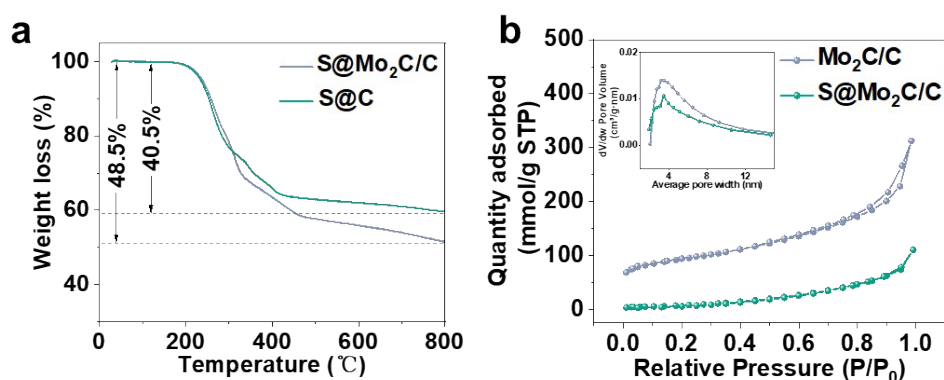 a
100
80
60
40
Weight loss (%)
48.5%
40.5%
S@Mo₂C/C
S@C
0
200
400
600
800
Temperature (℃)
b
600
500
400
300
200
100
0
Quantity adsorbed
(mmol/g STP)
Mo₂C/C
S@Mo₂C/C
0.02
0.01
0.00
dV/dw Pore Volume
(cm³/g·nm)
4
8
12
Average pore width (nm)
0.0
0.2
0.4
0.6
0.8
1.0
Relative Pressure (P/P₀)